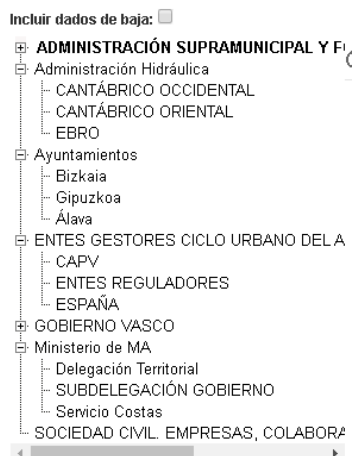 Incluir dados de baja:
ADMINISTRACIÓN SUPRAMUNICIPAL Y
Administración Hidráulica
CANTÁBRICO OCCIDENTAL
CANTÁBRICO ORIENTAL
EBRO
Ayuntamientos
Bizkaia
Gipuzkoa
Álava
ENTES GESTORES CICLO URBANO DEL A
CAPV
ENTES REGULADORES
ESPAÑA
GOBIERNO VASCO
Ministerio de MA
Delegación Territorial
SUBDELEGACIÓN GOBIERNO
Servicio Costas
SOCIEDAD CIVIL. EMPRESAS, COLABORA